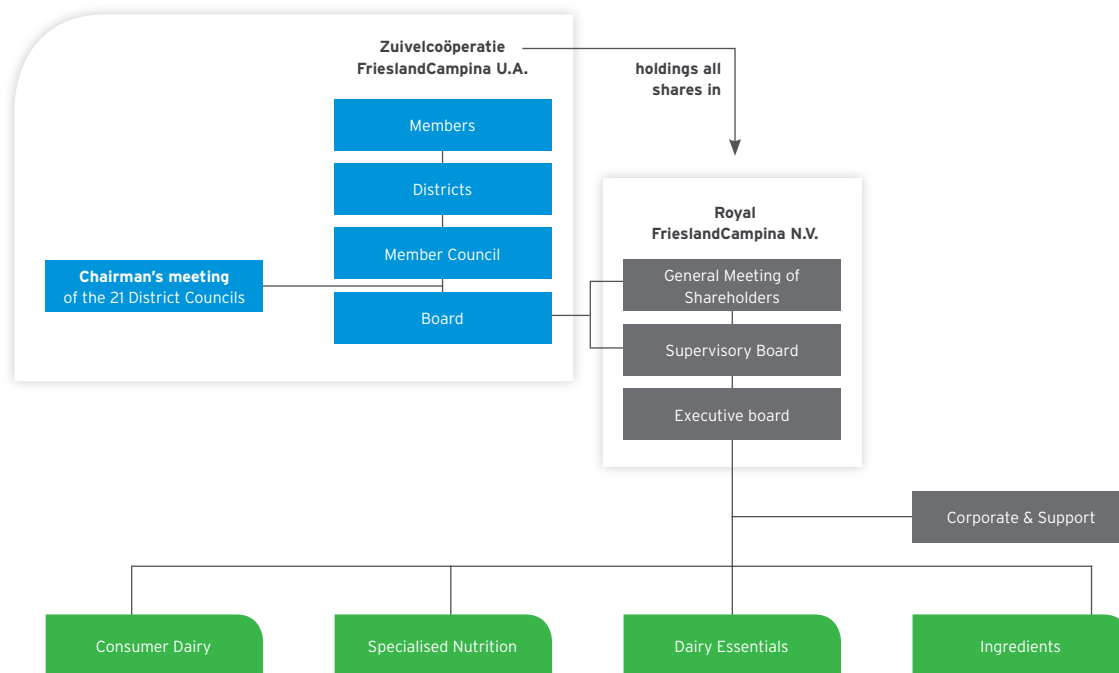 Zuivelcoöperatie
FrieslandCampina U.A.
holdings all
shares in
Members
Districts
Member Council
Chairman's meeting
of the 21 District Councils
Board
Royal
FrieslandCampina N.V.
General Meeting of
Shareholders
Supervisory Board
Executive board
Corporate & Support
Consumer Dairy
Specialised Nutrition
Dairy Essentials
Ingredients